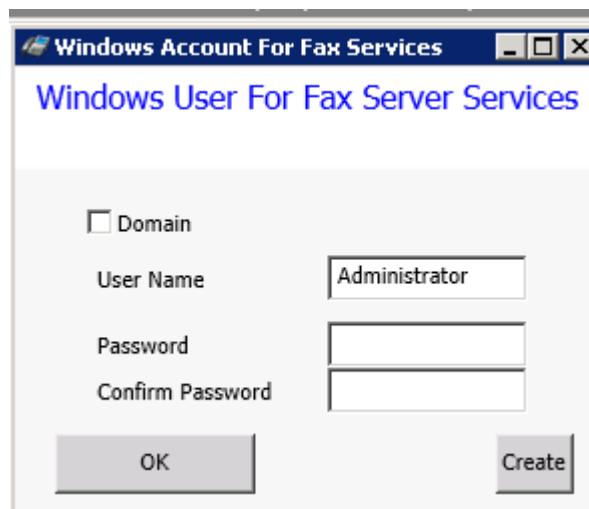 Windows Account For Fax Services
Windows User For Fax Server Services
Domain
User Name Administrator
Password
Confirm Password
OK Create